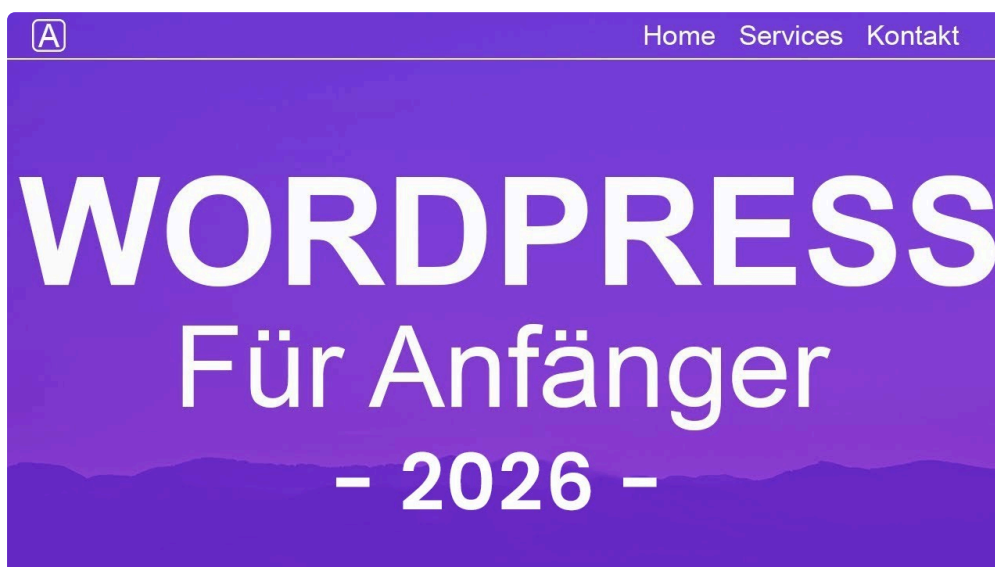 A
Home Services Kontakt
WORDPRESS
Für Anfänger
- 2026 -